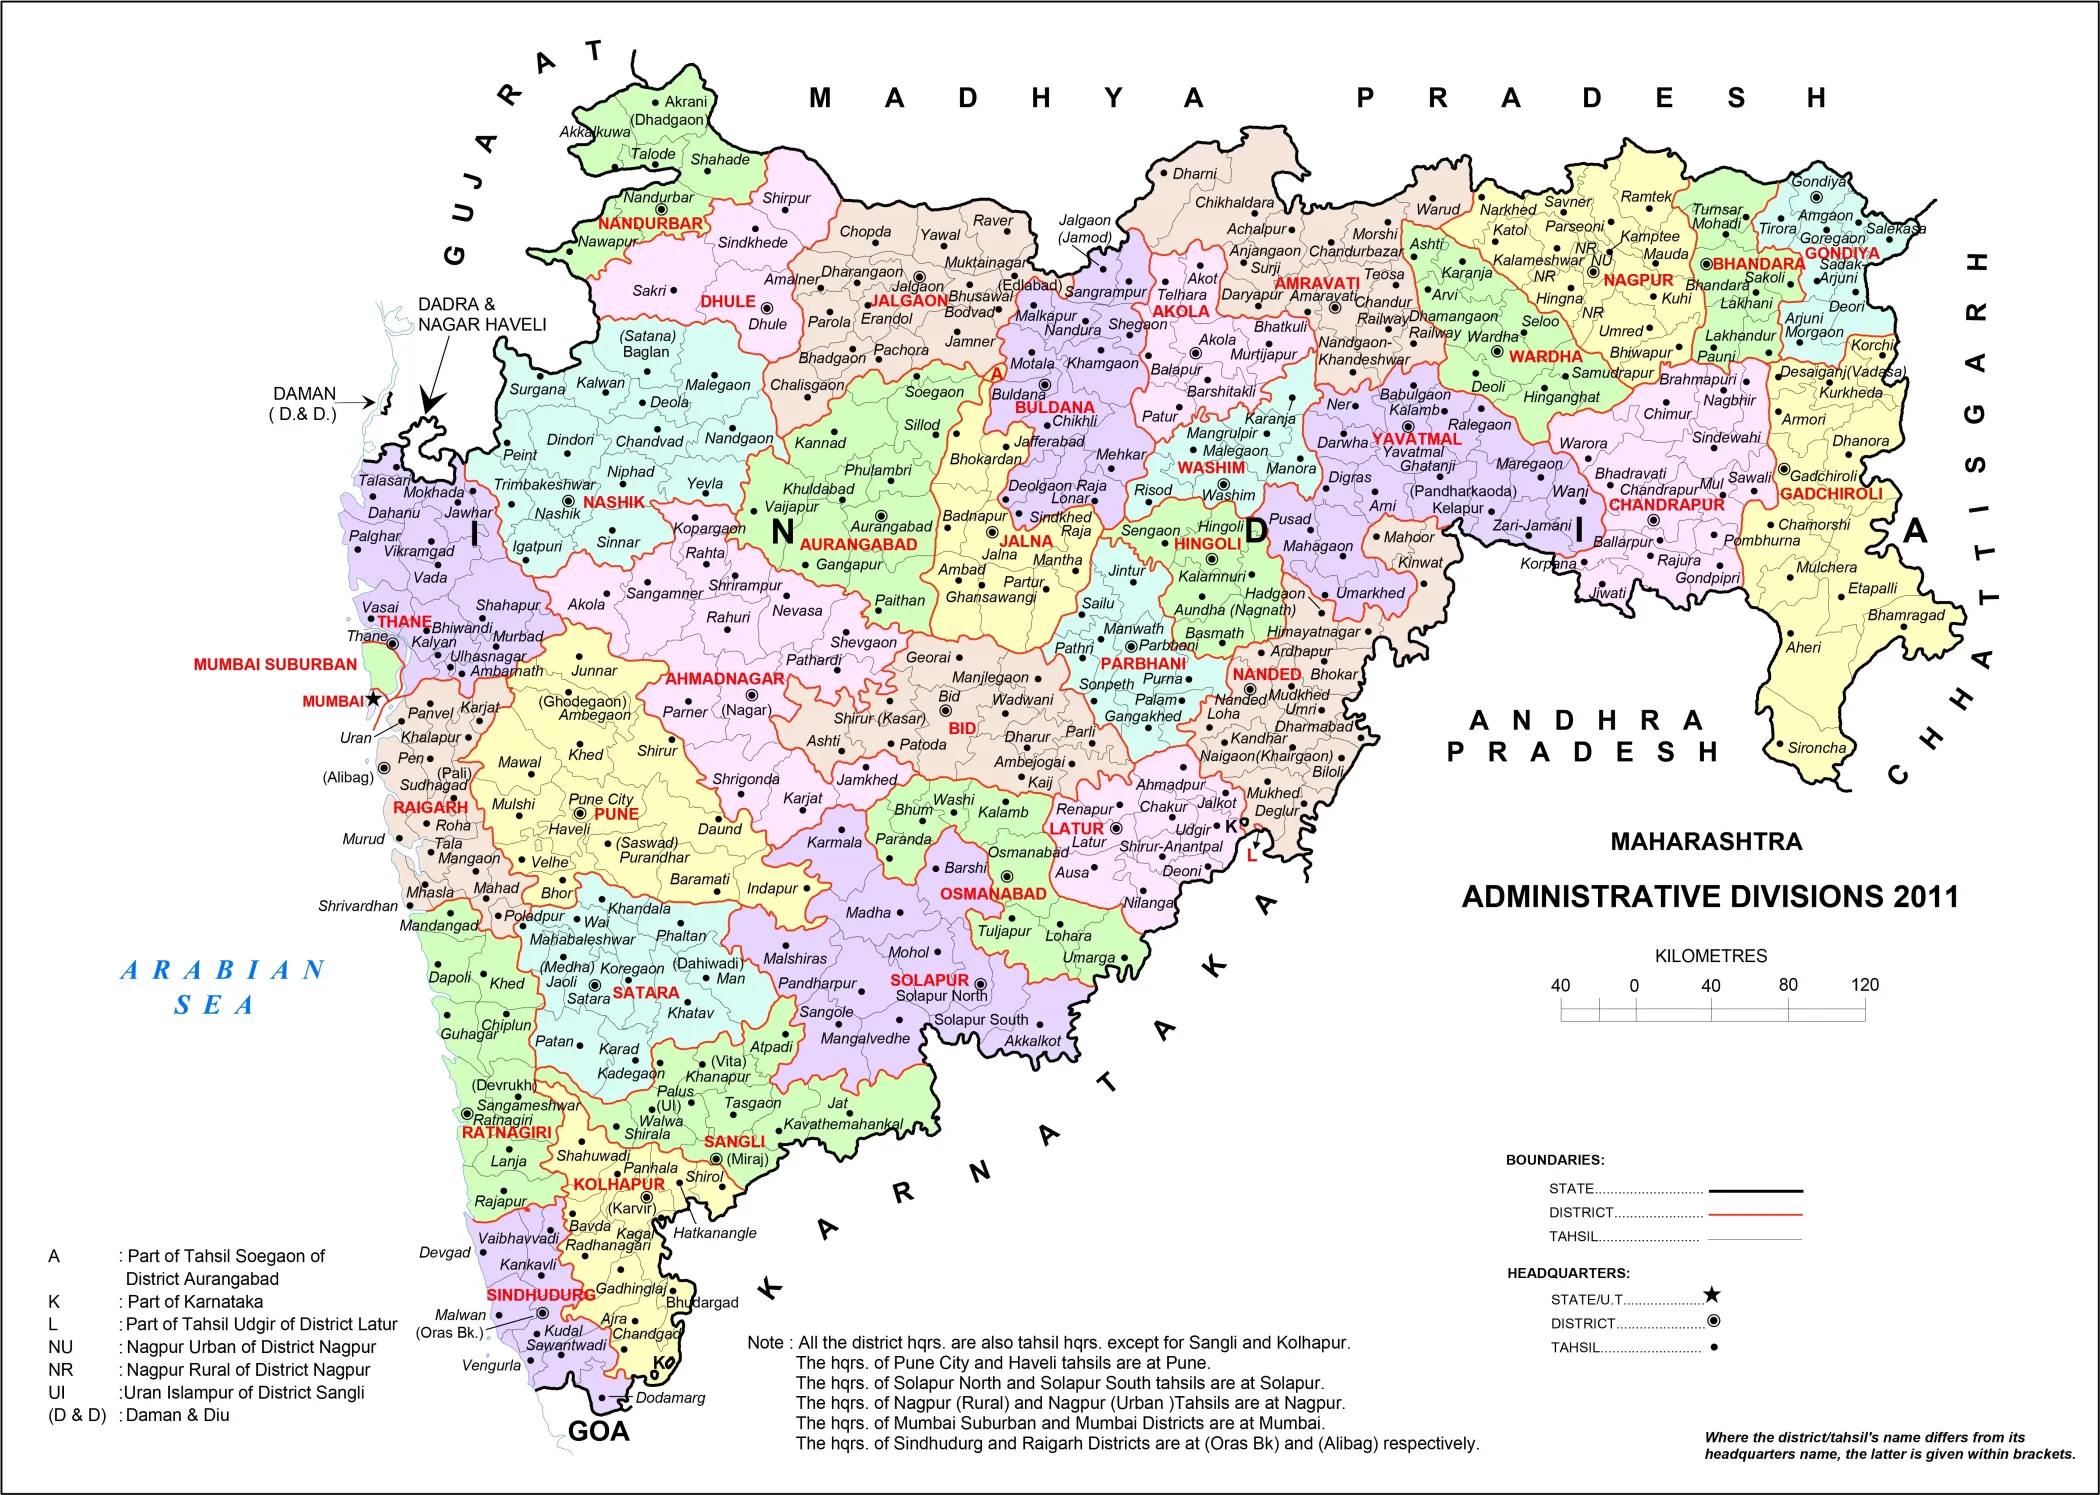 GUJARAT
MADHYA PRADESH
Akrani
(Dhadgaon)
Akkalkuwa
Talode
Shahade
Nandurbar
NANDURBAR
Nawapur
Shirpur
Sindkhede
Sakri
DHULE
Dhule
Chopda
Yawal
Raver
Amalner
Dharangaon
Jalgaon
JALGAON
Muktainagar
(Edlabad)
Bhusawal
Bodvad
Parola
Erandol
Jamner
Bhadgaon
Pachora
Chalisgaon
Jalgaon
(Jamod)
Sangrampur
Malkapur
Nandura
Shegaon
Motala
Khamgaon
A
Buldana
BULDANA
Chikhli
Mehkar
Deolgaon Raja
Lonar
Sindkhed
Raja
Dharni
Chikhaldara
Achalpur
Anjangaon
Surji
Chandurbazar
Morshi
Warud
Teosa
AMRAVATI
Daryapur
Amaravati
Chandur
Railway
Bhatkuli
Nandgaon-
Khandeshwar
Dhamangaon
Railway
Akot
Telhara
AKOLA
Akola
Murtijapur
Balapur
Barshitakli
Patur
Karanja
Mangrulpir
Malegaon
WASHIM
Manora
Risod
Washim
Ashti
Karanja
Arvi
Seloo
Wardha
WARDHA
Deoli
Samudrapur
Hinganghat
Narkhed
Savner
Ramtek
Katol
Parseoni
Kalameshwar
NR
NU
Kamptee
Mauda
NR
NAGPUR
Hingna
Kuhi
NR
Umred
Bhiwapur
Tumsar
Mohadi
BHANDARA
Bhandara
Sakoli
Lakhani
Lakhandur
Pauni
Gondiya
Amgaon
Tirora
Goregaon
Salekasa
GONDIYA
Sadak-
Arjuni
Deori
Arjuni
Morgaon
Korchi
Desaiganj(Vadasa)
Kurkheda
Armori
Dhanora
Gadchiroli
GADCHIROLI
Chamorshi
Mulchera
Etapalli
Bhamragad
Aheri
Sironcha
Brahmapuri
Nagbhir
Chimur
Sindewahi
Warora
Bhadravati
Chandrapur
Mul
Sawali
CHANDRAPUR
Ballarpur
Pombhurna
Rajura
Gondpipri
Korpana
Jiwati
Ner
Babulgaon
Kalamb
Ralegaon
Darwha
YAVATMAL
Yavatmal
Ghatanji
Maregaon
Digras
(Pandharkaoda)
Kelapur
Wani
Arni
Zari-Jamani
Pusad
Mahagaon
Umarkhed
DADRA &
NAGAR HAVELI
DAMAN
( D.& D.)
(Satana)
Baglan
Surgana
Kalwan
Malegaon
Deola
Dindori
Chandvad
Nandgaon
Peint
Niphad
Trimbakeshwar
Yevla
NASHIK
Nashik
Sinnar
Igatpuri
Soegaon
Sillod
Kannad
Phulambri
Khuldabad
Vaijapur
Aurangabad
AURANGABAD
Gangapur
Paithan
Jafferabad
Bhokardan
Badnapur
JALNA
Jalna
Mantha
Ambad
Partur
Ghansawangi
Sengaon
Hingoli
HINGOLI
Kalamnuri
Aundha (Nagnath)
Basmath
Jintur
Sailu
Manwath
Parbhani
Pathri
PARBHANI
Sonpeth
Purna
Palam
Gangakhed
Mahoor
Kinwat
Hadgaon
Himayatnagar
Ardhapur
Bhokar
NANDED
Nanded
Mudkhed
Loha
Umri
Dharmabad
Kandhar
Naigaon(Khairgaon)
Biloli
Mukhed
Deglur
Talasari
Mokhada
Dahanu
Jawhar
Palghar
Vikramgad
Vada
Vasai
Shahapur
THANE
Bhiwandi
Thane
Kalyan
Murbad
Ulhasnagar
Ambarnath
MUMBAI SUBURBAN
MUMBAI
Kopargaon
Rahta
Shrirampur
Sangamner
Akola
Nevasa
Rahuri
Shevgaon
Pathardi
AHMADNAGAR
(Nagar)
Parner
Shrigonda
Jamkhed
Karjat
Georai
Manjlegaon
Bid
Wadwani
Shirur (Kasar)
BID
Parli
Ashti
Patoda
Dharur
Ambejogai
Kaij
Junnar
(Ghodegaon)
Ambegaon
Khed
Shirur
Mawal
Mulshi
Pune City
PUNE
Haveli
Daund
(Saswad)
Purandhar
Velhe
Baramati
Indapur
Bhor
Panvel
Karjat
Uran
Khalapur
Pen
(Pali)
(Alibag)
Sudhagad
RAIGARH
Roha
Murud
Tala
Mangaon
Mhasla
Mahad
Shrivardhan
Poladpur
Mandangad
Dapoli
Khed
Guhagar
Chiplun
(Devrukh)
Sangameshwar
Ratnagiri
RATNAGIRI
Lanja
Rajapur
Khandala
Wai
Mahabaleshwar
Phaltan
(Medha)
Jaoli
Koregaon
(Dahiwadi)
Man
SATARA
Satara
Khatav
Patan
Karad
Karmala
Barshi
Madha
Malshiras
Mohol
Pandharpur
SOLAPUR
Solapur North
Sangole
Solapur South
Mangalvedhe
Akkalkot
Washi
Bhum
Kalamb
Paranda
Osmanabad
OSMANABAD
Tuljapur
Lohara
Umarga
Ahmadpur
Renapur
Chakur
Jalkot
LATUR
Latur
Udgir
K
Shirur-Anantpal
L
Ausa
Deoni
Nilanga
Atpadi
(Vita)
Khanapur
Kadegaon
Palus
(UI)
Walwa
Tasgaon
Jat
Shirala
Kavathemahankal
SANGLI
(Miraj)
Shahuwadi
Panhala
KOLHAPUR
Shirol
(Karvir)
Hatkanangle
Bavda
Kagal
Radhanagari
Gadhinglaj
Bhudargad
Ajra
Chandgad
K
Vaibhavvadi
Devgad
Kankavli
SINDHUDURG
Malwan
(Oras Bk.)
Kudal
Sawantwadi
Vengurla
Dodamarg
GOA
INDIA
CHHATTISGARH
ANDHRA
PRADESH
KARNATAKA
ARABIAN
SEA
MAHARASHTRA
ADMINISTRATIVE DIVISIONS 2011
KILOMETRES
40 0 40 80 120
BOUNDARIES:
STATE..........................
DISTRICT.......................
TAHSIL..........................
HEADQUARTERS:
STATE/U.T.....................
DISTRICT.......................
TAHSIL..........................
A : Part of Tahsil Soegaon of
District Aurangabad
K : Part of Karnataka
L : Part of Tahsil Udgir of District Latur
NU : Nagpur Urban of District Nagpur
NR : Nagpur Rural of District Nagpur
UI :Uran Islampur of District Sangli
(D & D) : Daman & Diu
Note : All the district hqrs. are also tahsil hqrs. except for Sangli and Kolhapur.
The hqrs. of Pune City and Haveli tahsils are at Pune.
The hqrs. of Solapur North and Solapur South tahsils are at Solapur.
The hqrs. of Nagpur (Rural) and Nagpur (Urban )Tahsils are at Nagpur.
The hqrs. of Mumbai Suburban and Mumbai Districts are at Mumbai.
The hqrs. of Sindhudurg and Raigarh Districts are at (Oras Bk) and (Alibag) respectively.
Where the district/tahsil's name differs from its
headquarters name, the latter is given within brackets.